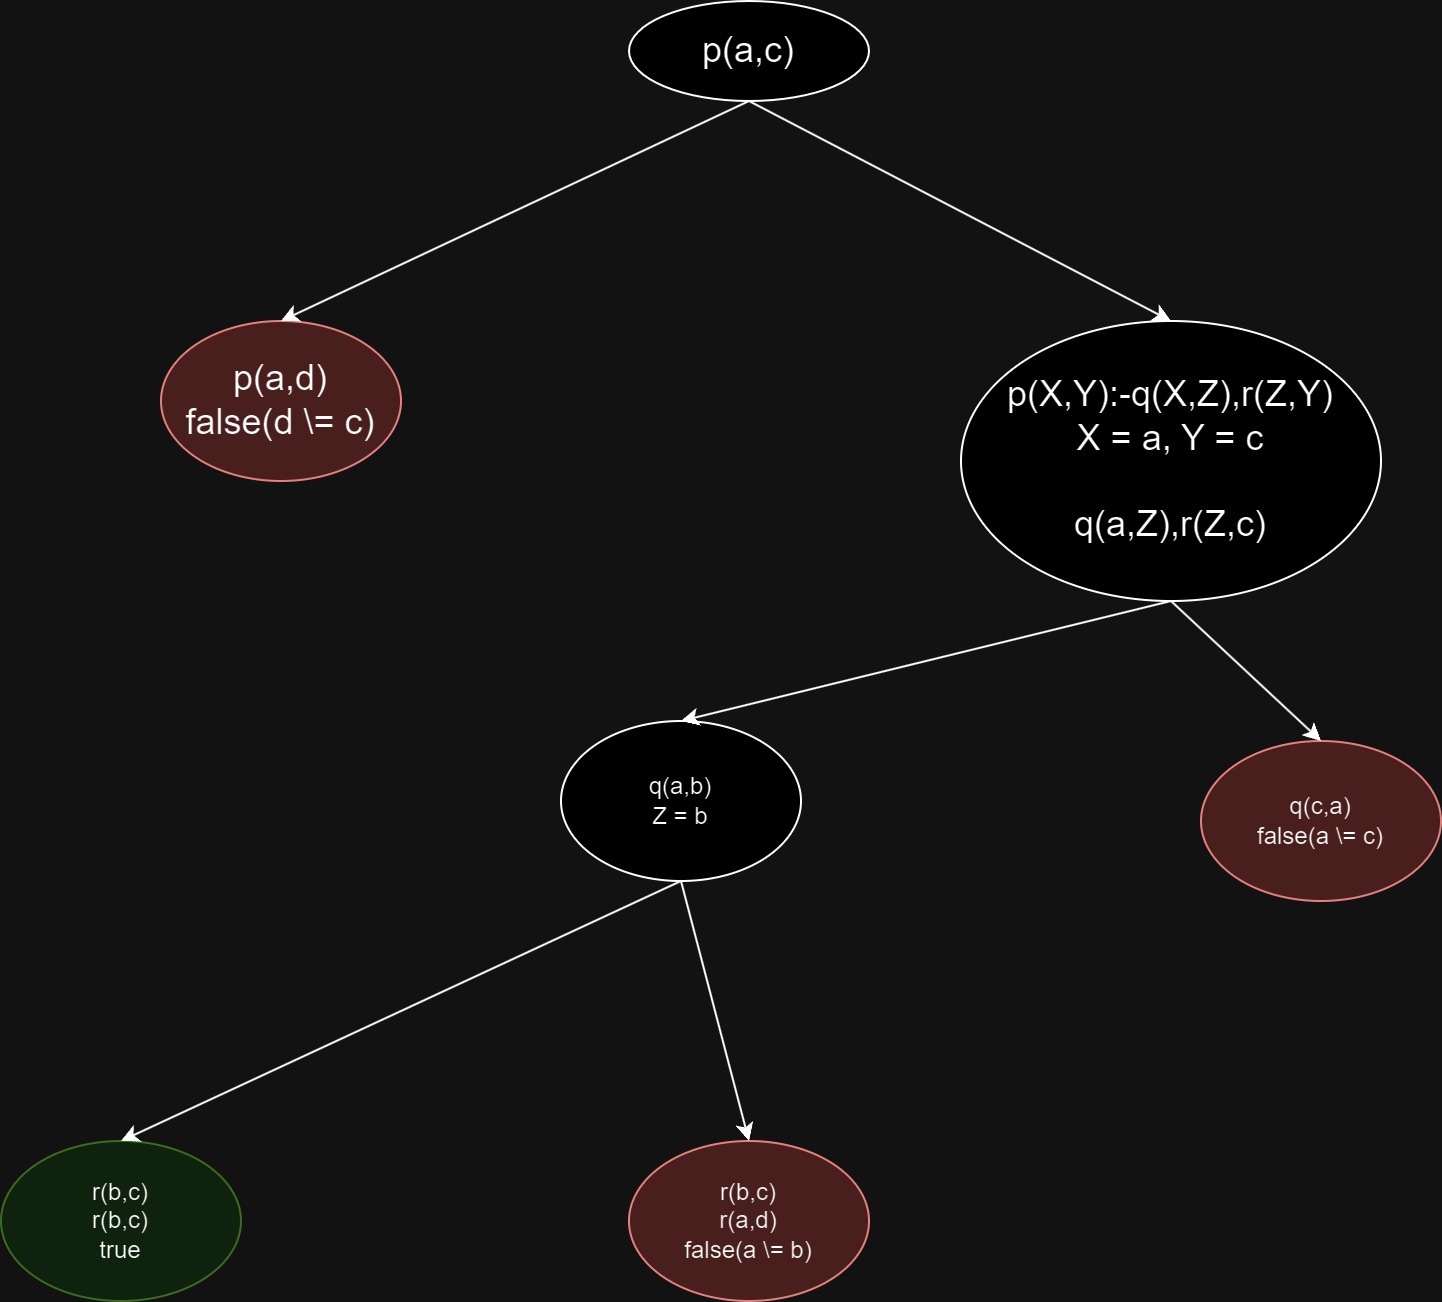 p(a,c)
p(a,d)
false(d \= c)
p(X,Y):-q(X,Z),r(Z,Y)
X = a, Y = c
q(a,Z),r(Z,c)
q(a,b)
Z = b
q(c,a)
false(a \= c)
r(b,c)
r(b,c)
true
r(b,c)
r(a,d)
false(a \= b)